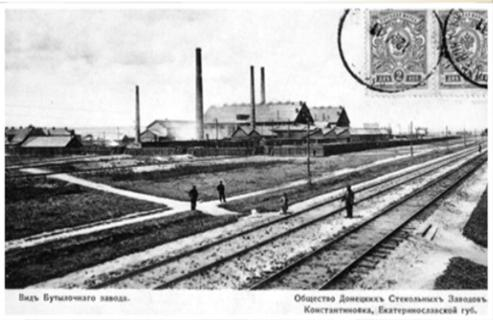 Видъ Бутылочнаго завода.
Общество Донецкихъ Стекольныхъ Заводовъ.
Константиновка, Екатеринославской губ.